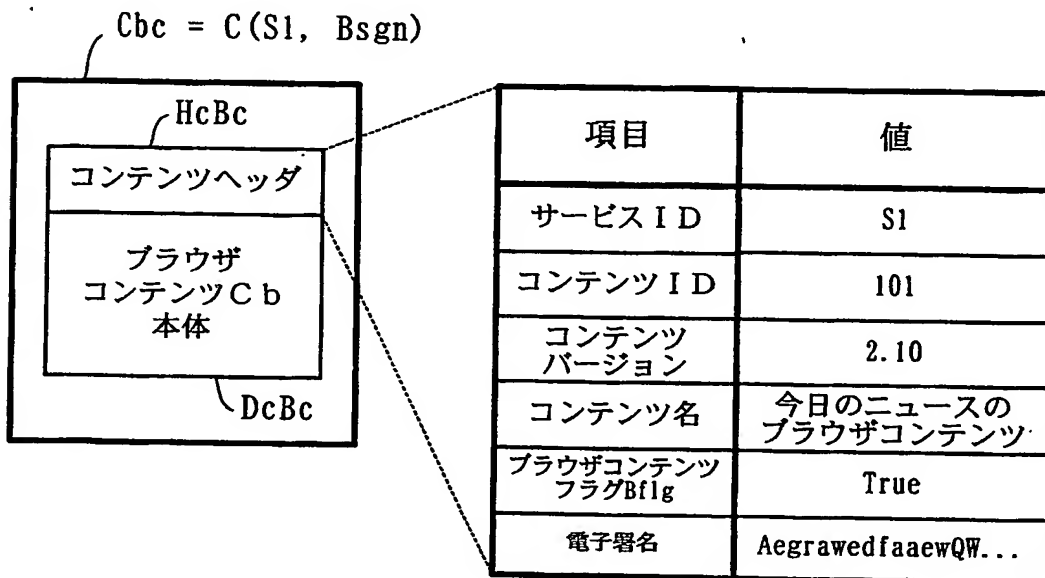 Cbc = C(S1, Bsgn)
HcBc
コンテンツヘッダ
ブラウザ
コンテンツCb
本体
DcBc
項目 値
サービスID S1
コンテンツID 101
コンテンツ
バージョン 2.10
コンテンツ名 今日のニュースの
ブラウザコンテンツ
ブラウザコンテンツ
フラグBflg True
電子署名 AegrawedfaaewQW...